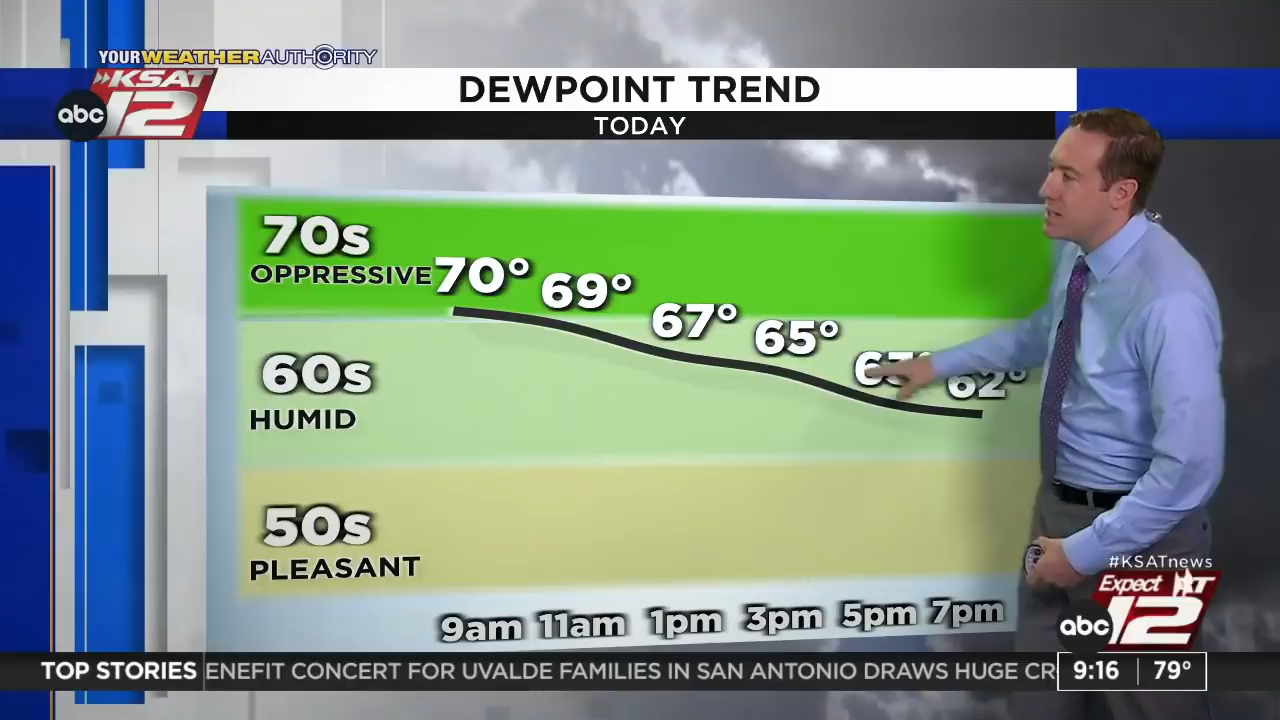 YOUR WEATHER AUTHORITY
KSAT
abc 12
DEWPOINT TREND
TODAY
70s
OPPRESSIVE
70° 69° 67° 65° 63° 62°
60s
HUMID
50s
PLEASANT
9am 11am 1pm 3pm 5pm 7pm
#KSATnews
Expect
abc 12
TOP STORIES ENEFIT CONCERT FOR UVALDE FAMILIES IN SAN ANTONIO DRAWS HUGE CR 9:16 79°